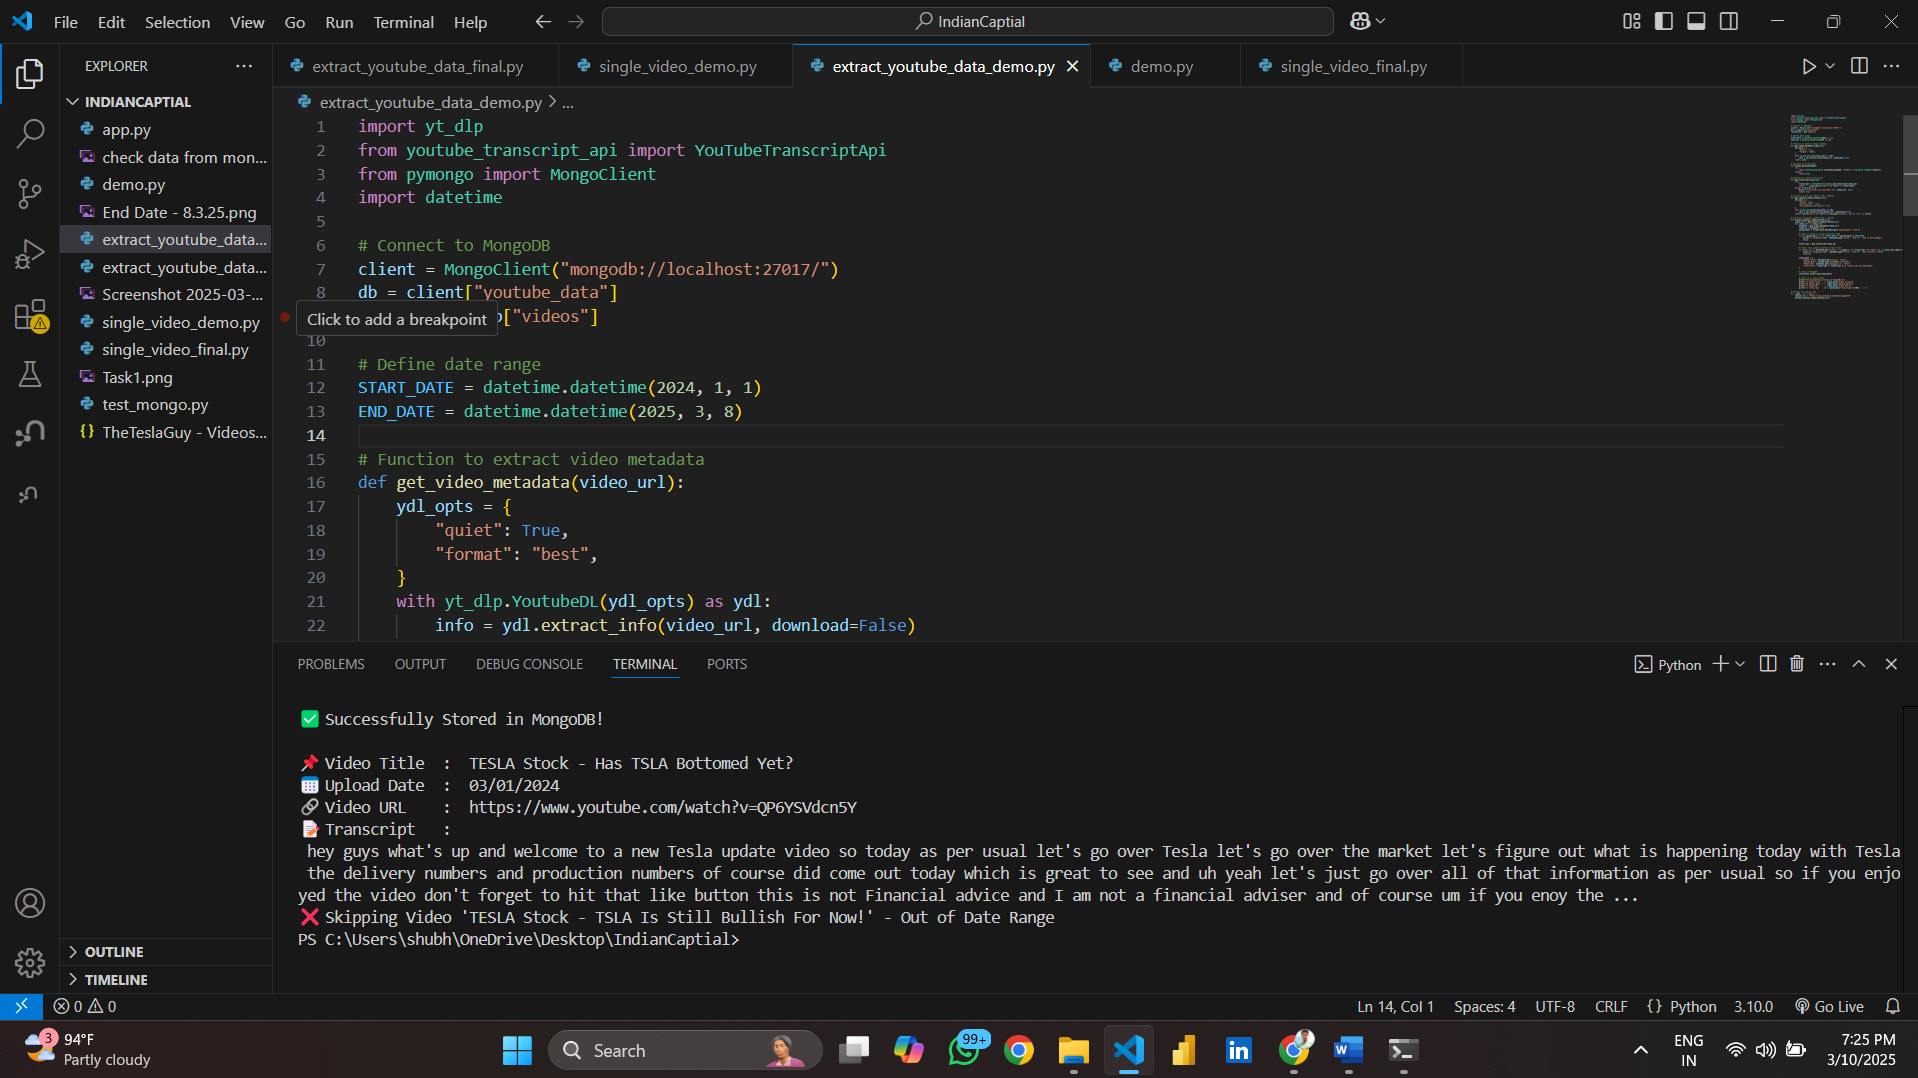 File Edit Selection View Go Run Terminal Help
IndianCaptial
EXPLORER
INDIANCAPTIAL
app.py
check data from mon...
demo.py
End Date - 8.3.25.png
extract_youtube_data...
extract_youtube_data...
Screenshot 2025-03-...
single_video_demo.py
single_video_final.py
Task1.png
test_mongo.py
TheTeslaGuy - Videos...
OUTLINE
TIMELINE
extract_youtube_data_final.py single_video_demo.py extract_youtube_data_demo.py demo.py single_video_final.py
extract_youtube_data_demo.py > ...
1 import yt_dlp
2 from youtube_transcript_api import YouTubeTranscriptApi
3 from pymongo import MongoClient
4 import datetime
5
6 # Connect to MongoDB
7 client = MongoClient("mongodb://localhost:27017/")
8 db = client["youtube_data"]
Click to add a breakpoint ["videos"]
10
11 # Define date range
12 START_DATE = datetime.datetime(2024, 1, 1)
13 END_DATE = datetime.datetime(2025, 3, 8)
14
15 # Function to extract video metadata
16 def get_video_metadata(video_url):
17 ydl_opts = {
18 "quiet": True,
19 "format": "best",
20 }
21 with yt_dlp.YoutubeDL(ydl_opts) as ydl:
22 info = ydl.extract_info(video_url, download=False)
PROBLEMS OUTPUT DEBUG CONSOLE TERMINAL PORTS
Python
Successfully Stored in MongoDB!
Video Title : TESLA Stock - Has TSLA Bottomed Yet?
Upload Date : 03/01/2024
Video URL : https://www.youtube.com/watch?v=QP6YSVdcn5Y
Transcript :
hey guys what's up and welcome to a new Tesla update video so today as per usual let's go over Tesla let's go over the market let's figure out what is happening today with Tesla
the delivery numbers and production numbers of course did come out today which is great to see and uh yeah let's just go over all of that information as per usual so if you enjo
yed the video don't forget to hit that like button this is not Financial advice and I am not a financial adviser and of course um if you enoy the ...
Skipping Video 'TESLA Stock - TSLA Is Still Bullish For Now!' - Out of Date Range
PS C:\Users\shubh\OneDrive\Desktop\IndianCaptial>
0 0
Ln 14, Col 1 Spaces: 4 UTF-8 CRLF {} Python 3.10.0 Go Live
3
94°F
Partly cloudy
Search
99+
ENG
IN
7:25 PM
3/10/2025